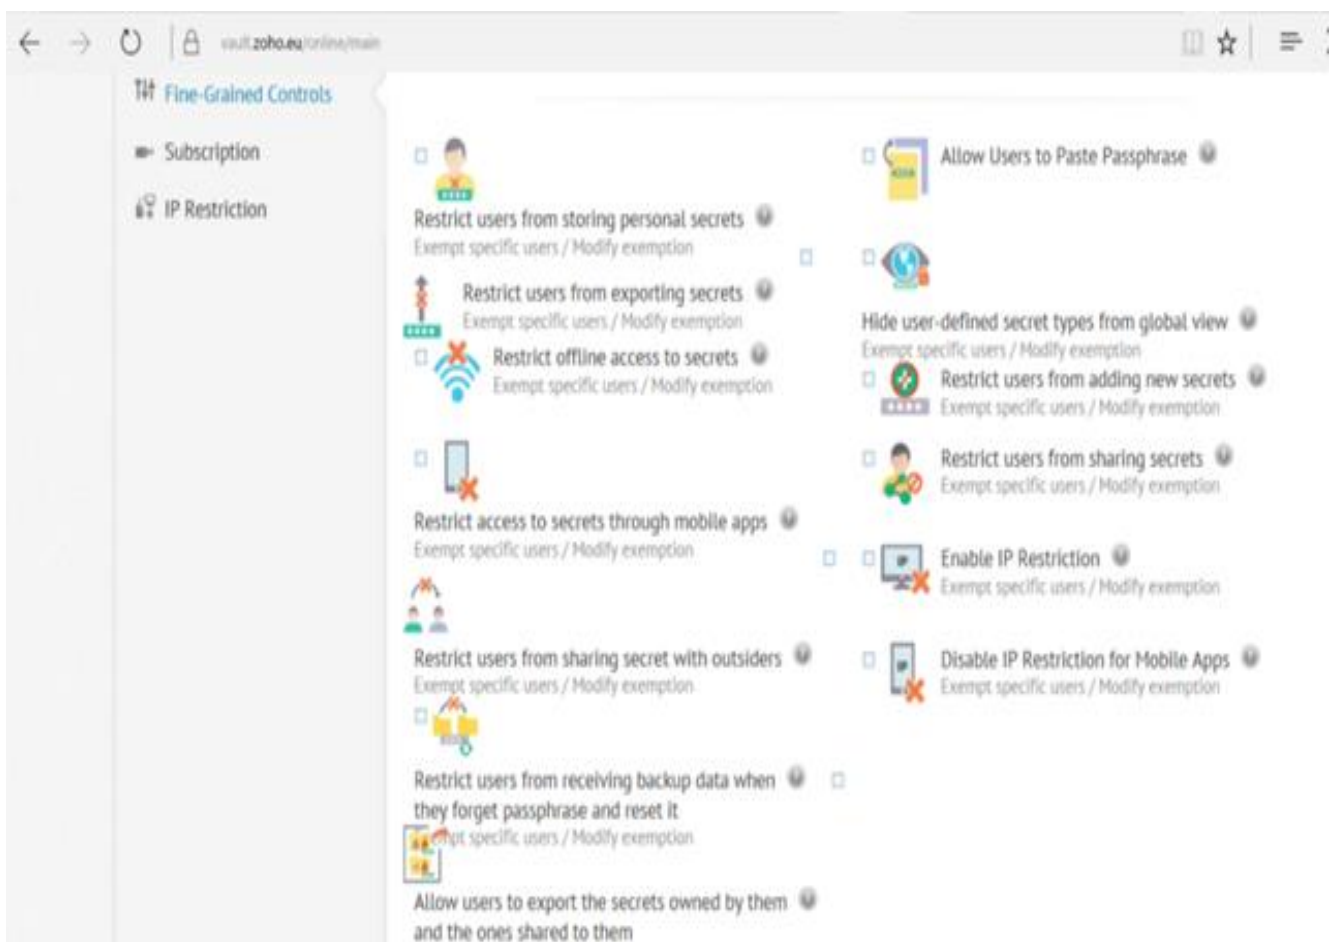 vault.zoho.eu/online/main
Fine-Grained Controls
Subscription
IP Restriction
Restrict users from storing personal secrets
Exempt specific users / Modify exemption
Restrict users from exporting secrets
Exempt specific users / Modify exemption
Restrict offline access to secrets
Exempt specific users / Modify exemption
Restrict access to secrets through mobile apps
Exempt specific users / Modify exemption
Restrict users from sharing secret with outsiders
Exempt specific users / Modify exemption
Restrict users from receiving backup data when
they forget passphrase and reset it
Exempt specific users / Modify exemption
Allow users to export the secrets owned by them
and the ones shared to them
Allow Users to Paste Passphrase
Hide user-defined secret types from global view
Exempt specific users / Modify exemption
Restrict users from adding new secrets
Exempt specific users / Modify exemption
Restrict users from sharing secrets
Exempt specific users / Modify exemption
Enable IP Restriction
Exempt specific users / Modify exemption
Disable IP Restriction for Mobile Apps
Exempt specific users / Modify exemption